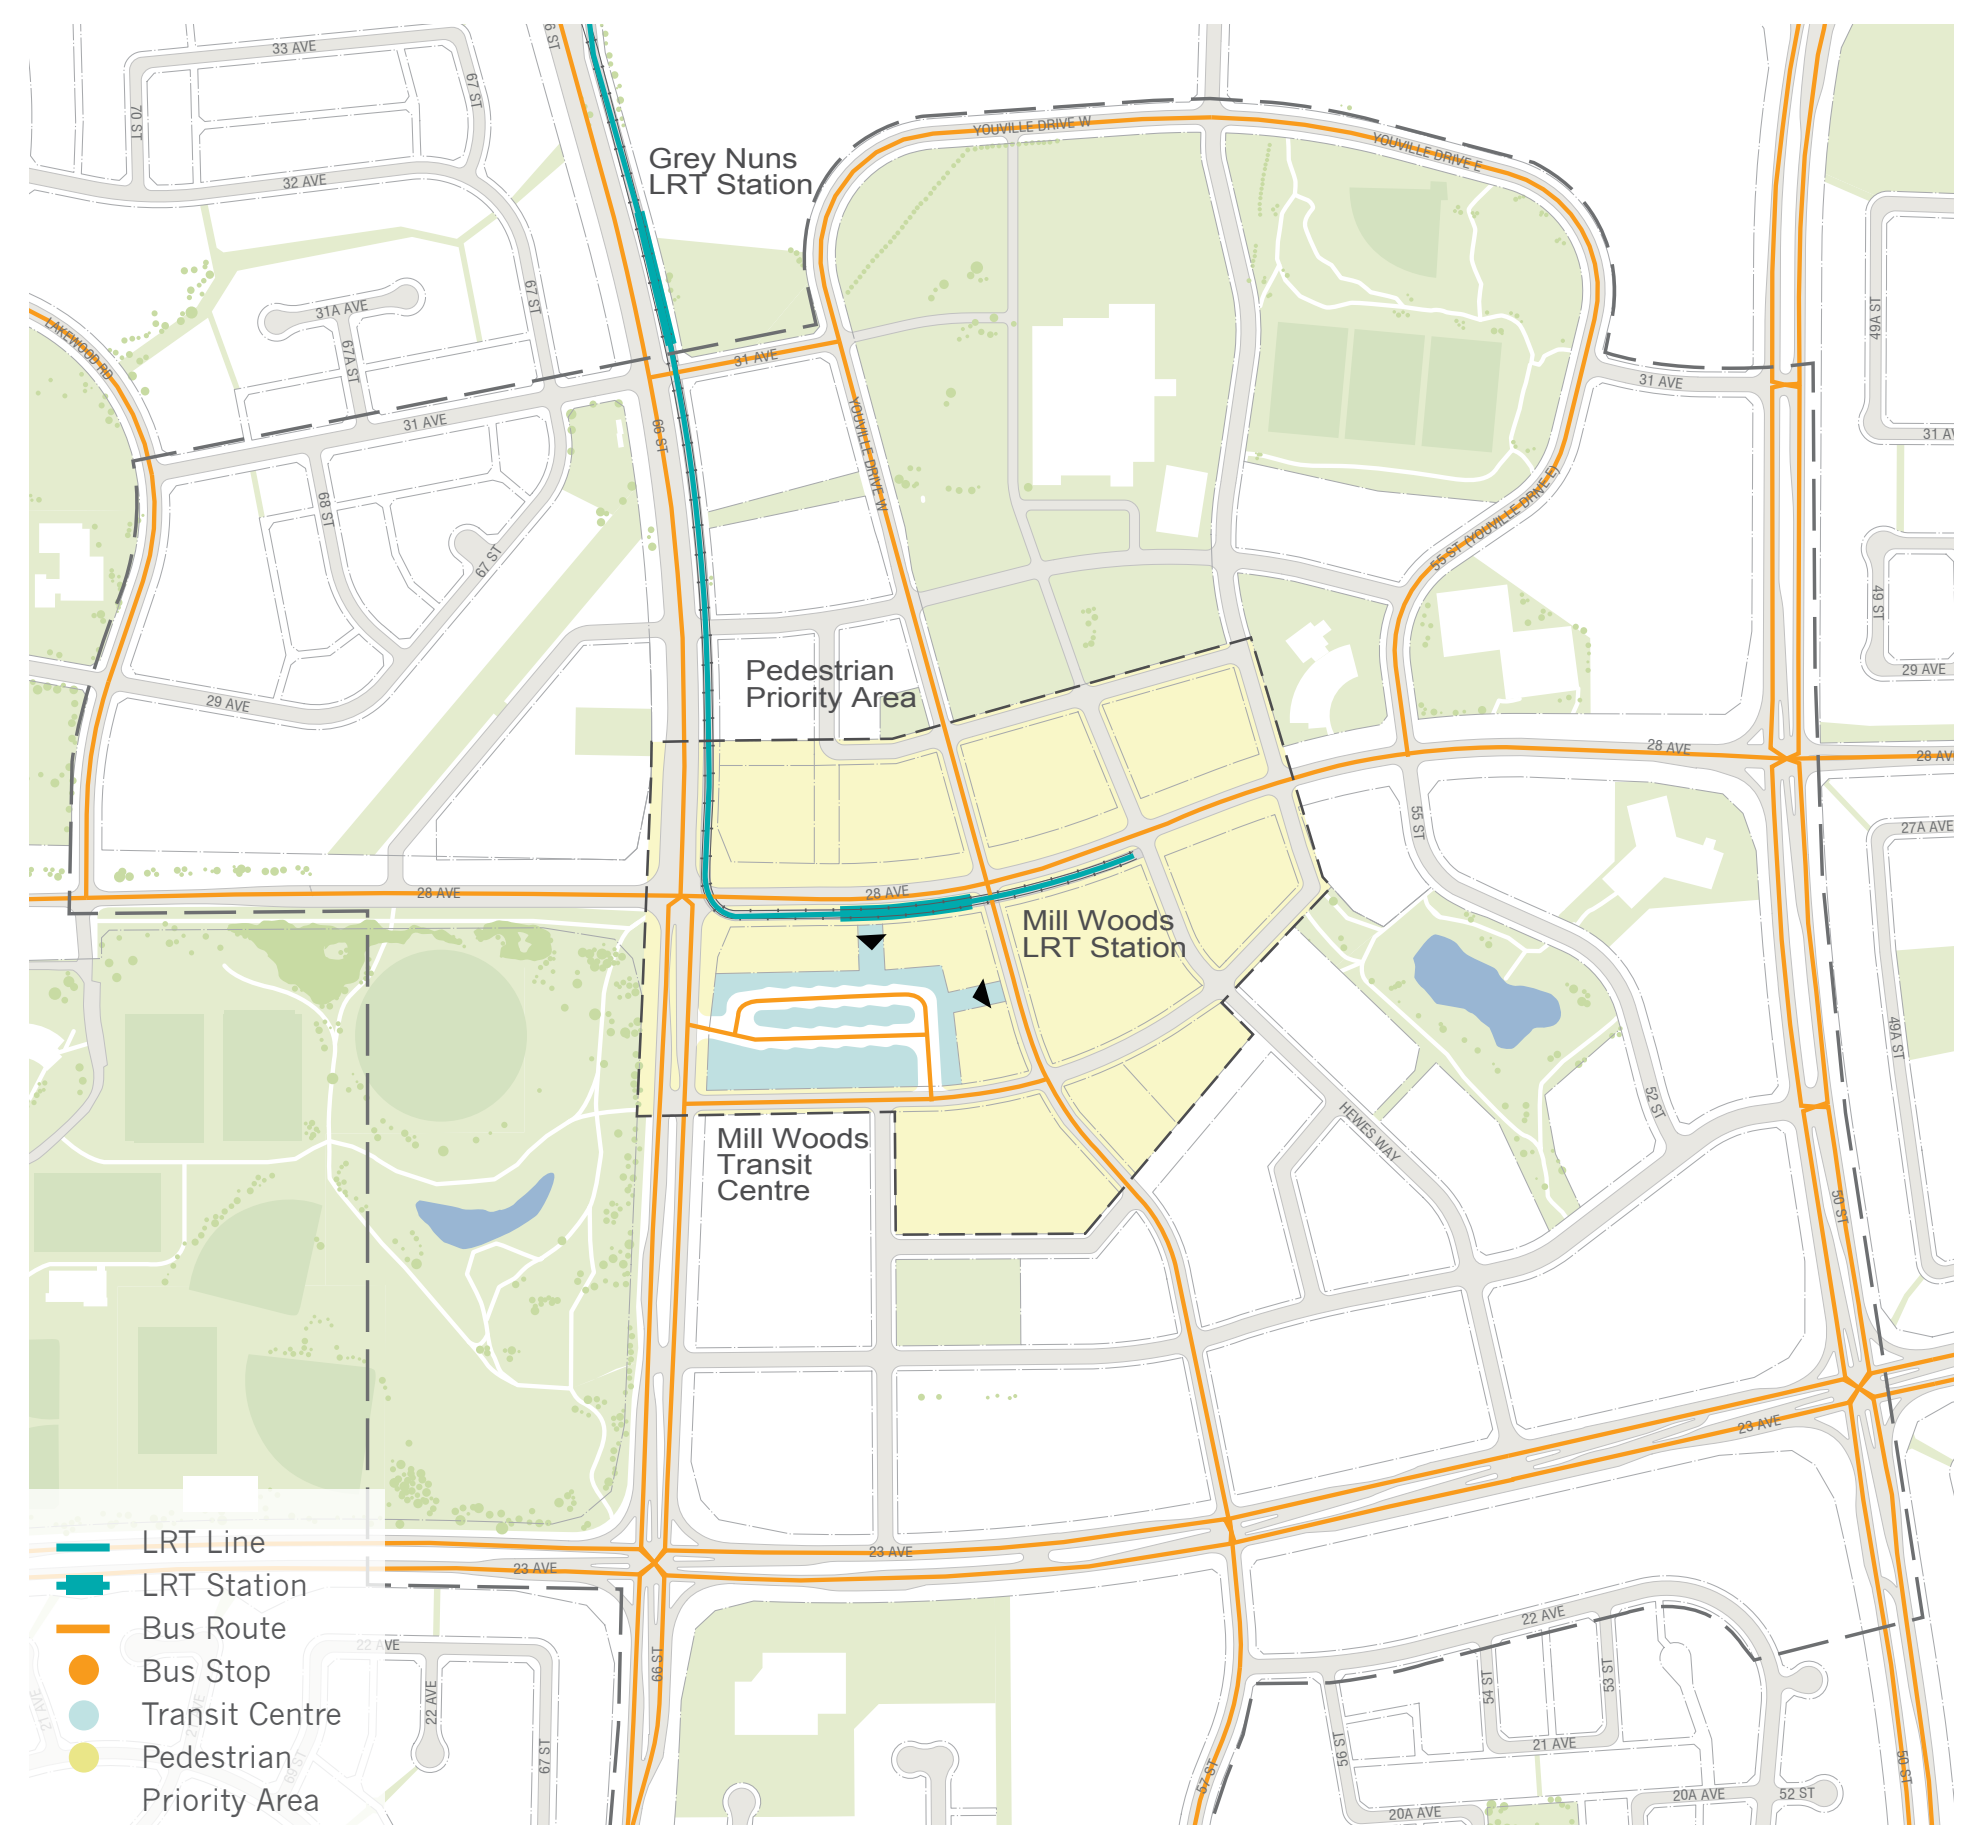 33 AVE
66 ST
67 ST
70 ST
32 AVE
67 ST
31A AVE
67A ST
LAKEWOOD RD
31 AVE
Grey Nuns
LRT Station
YOUVILLE DRIVE W
YOUVILLE DRIVE E
31 AVE
49A ST
31 AVE
31 AV
66 ST
YOUVILLE DRIVE W
68 ST
67 ST
55 ST (YOUVILLE DRIVE E)
49 ST
29 AVE
29 AVE
Pedestrian
Priority Area
28 AVE
28 AV
55 ST
27A AVE
28 AVE
28 AVE
Mill Woods
LRT Station
49A ST
52 ST
HEWES WAY
Mill Woods
Transit
Centre
50 ST
23 AVE
23 AVE
23 AVE
LRT Line
LRT Station
Bus Route
Bus Stop
Transit Centre
Pedestrian
Priority Area
22 AVE
22 AVE
21 AVE
69 ST
67 ST
66 ST
22 AVE
54 ST
53 ST
56 ST
21 AVE
57 ST
20A AVE
20A AVE
52 ST
50 ST